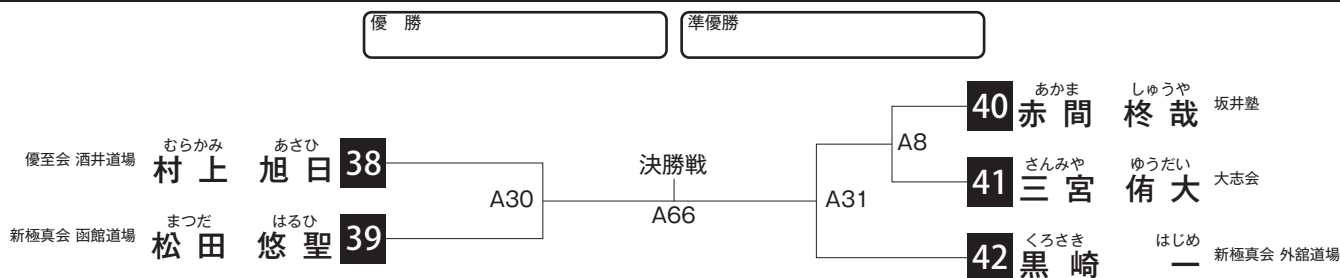 優　勝
準優勝
むらかみ　あさひ
優至会 酒井道場　村上　旭日　38
まつだ　はるひ
新極真会 函館道場　松田　悠聖　39
A30
決勝戦
A66
A31
A8
あかま　しゅうや
40　赤間　柊哉　坂井塾
さんみや　ゆうだい
41　三宮　侑大　大志会
くろさき　はじめ
42　黒崎　一　新極真会 外舘道場